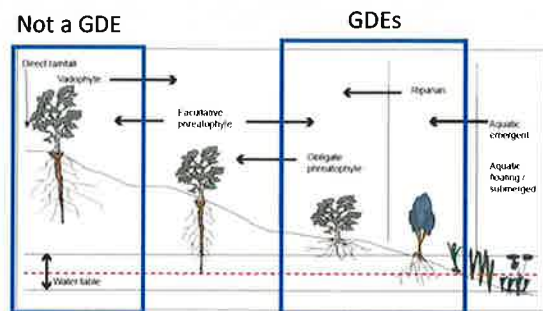 Not a GDE
GDEs
Direct rainfall
Vadophyte
Facultative
phreatophyte
Riparian
Obligate
phreatophyte
Aquatic
emergent
Aquatic
floating /
submerged
Water table